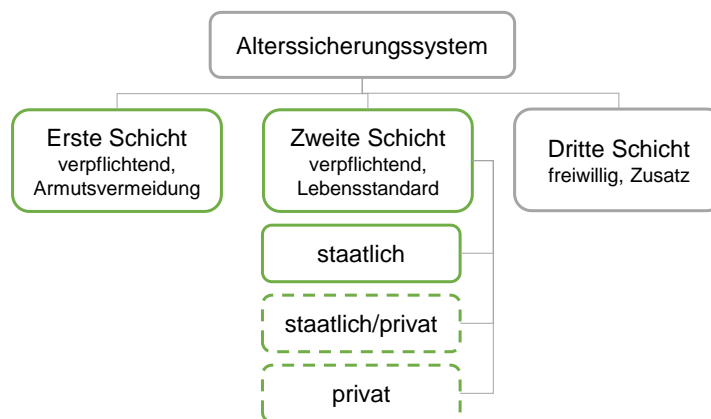 Alterssicherungssystem
Erste Schicht
verpflichtend,
Armutsvermeidung
Zweite Schicht
verpflichtend,
Lebensstandard
Dritte Schicht
freiwillig, Zusatz
staatlich
staatlich/privat
privat